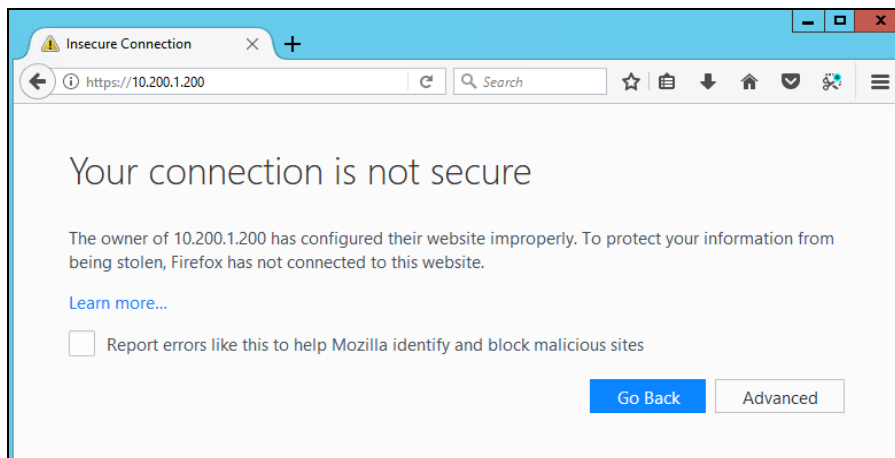 Insecure Connection
https://10.200.1.200
Search
Your connection is not secure
The owner of 10.200.1.200 has configured their website improperly. To protect your information from
being stolen, Firefox has not connected to this website.
Learn more...
Report errors like this to help Mozilla identify and block malicious sites
Go Back
Advanced